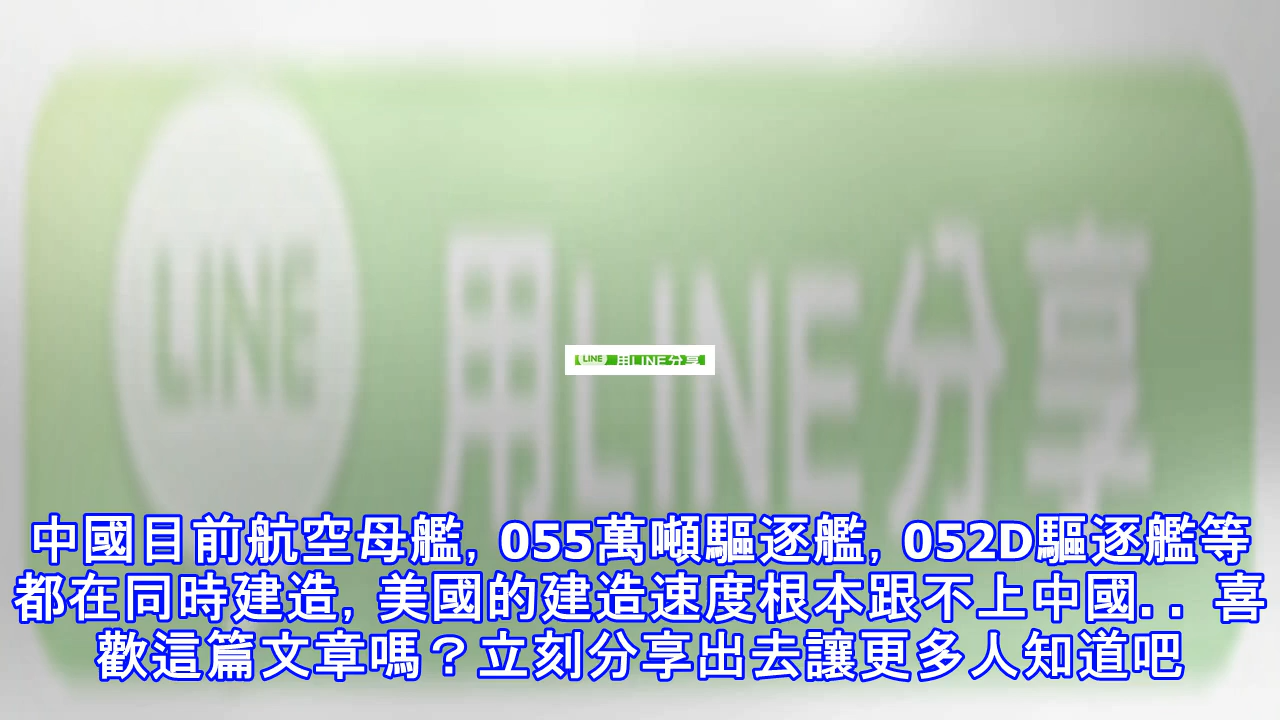 LINE
用LINE分享
LINE
用LINE分享
中國目前航空母艦, 055萬噸驅逐艦, 052D驅逐艦等
都在同時建造, 美國的建造速度根本跟不上中國. . 喜
歡這篇文章嗎？立刻分享出去讓更多人知道吧